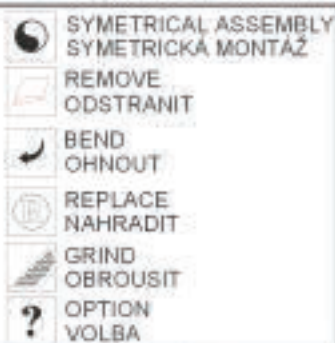 SYMETRICAL ASSEMBLY
SYMETRICKÁ MONTÁŽ
REMOVE
ODSTRANIT
BEND
OHNOUT
REPLACE
NAHRADIT
GRIND
OBROUSIT
?
OPTION
VOLBA